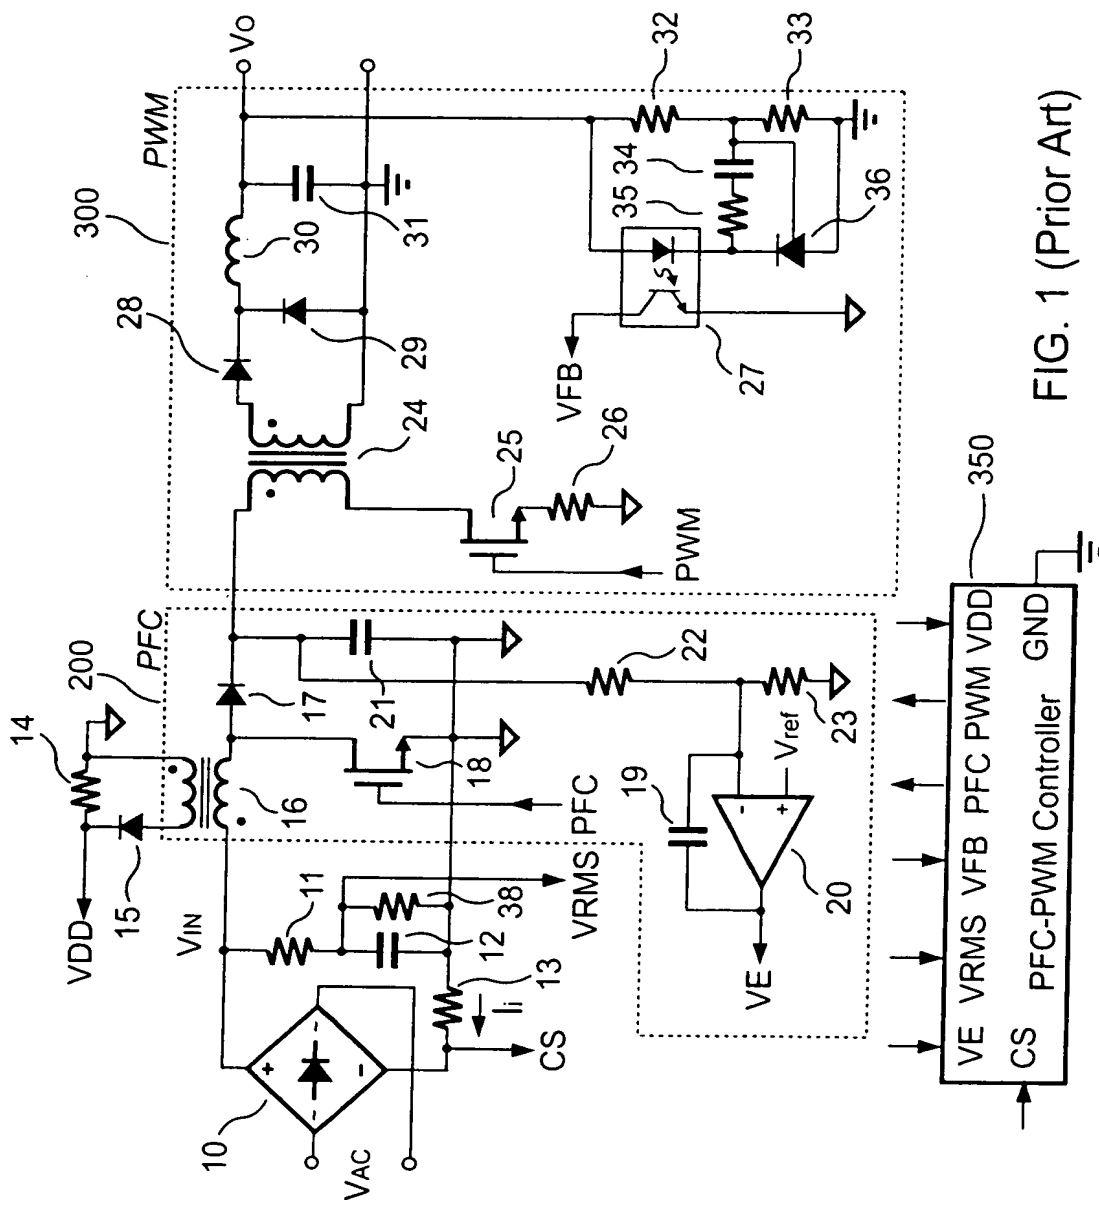 VDD
14
15
VIN
16
200
PFC
17
21
18
PFC
VRMS
11
38
12
13
Ii
CS
10
VAC
300
PWM
28
29
30
31
VO
24
25
26
PWM
VFB
27
32
33
34
35
36
22
23
Vref
19
-
+
20
VE
+
-
350
VE VRMS VFB PFC PWM VDD
CS
GND
PFC-PWM Controller
FIG. 1 (Prior Art)